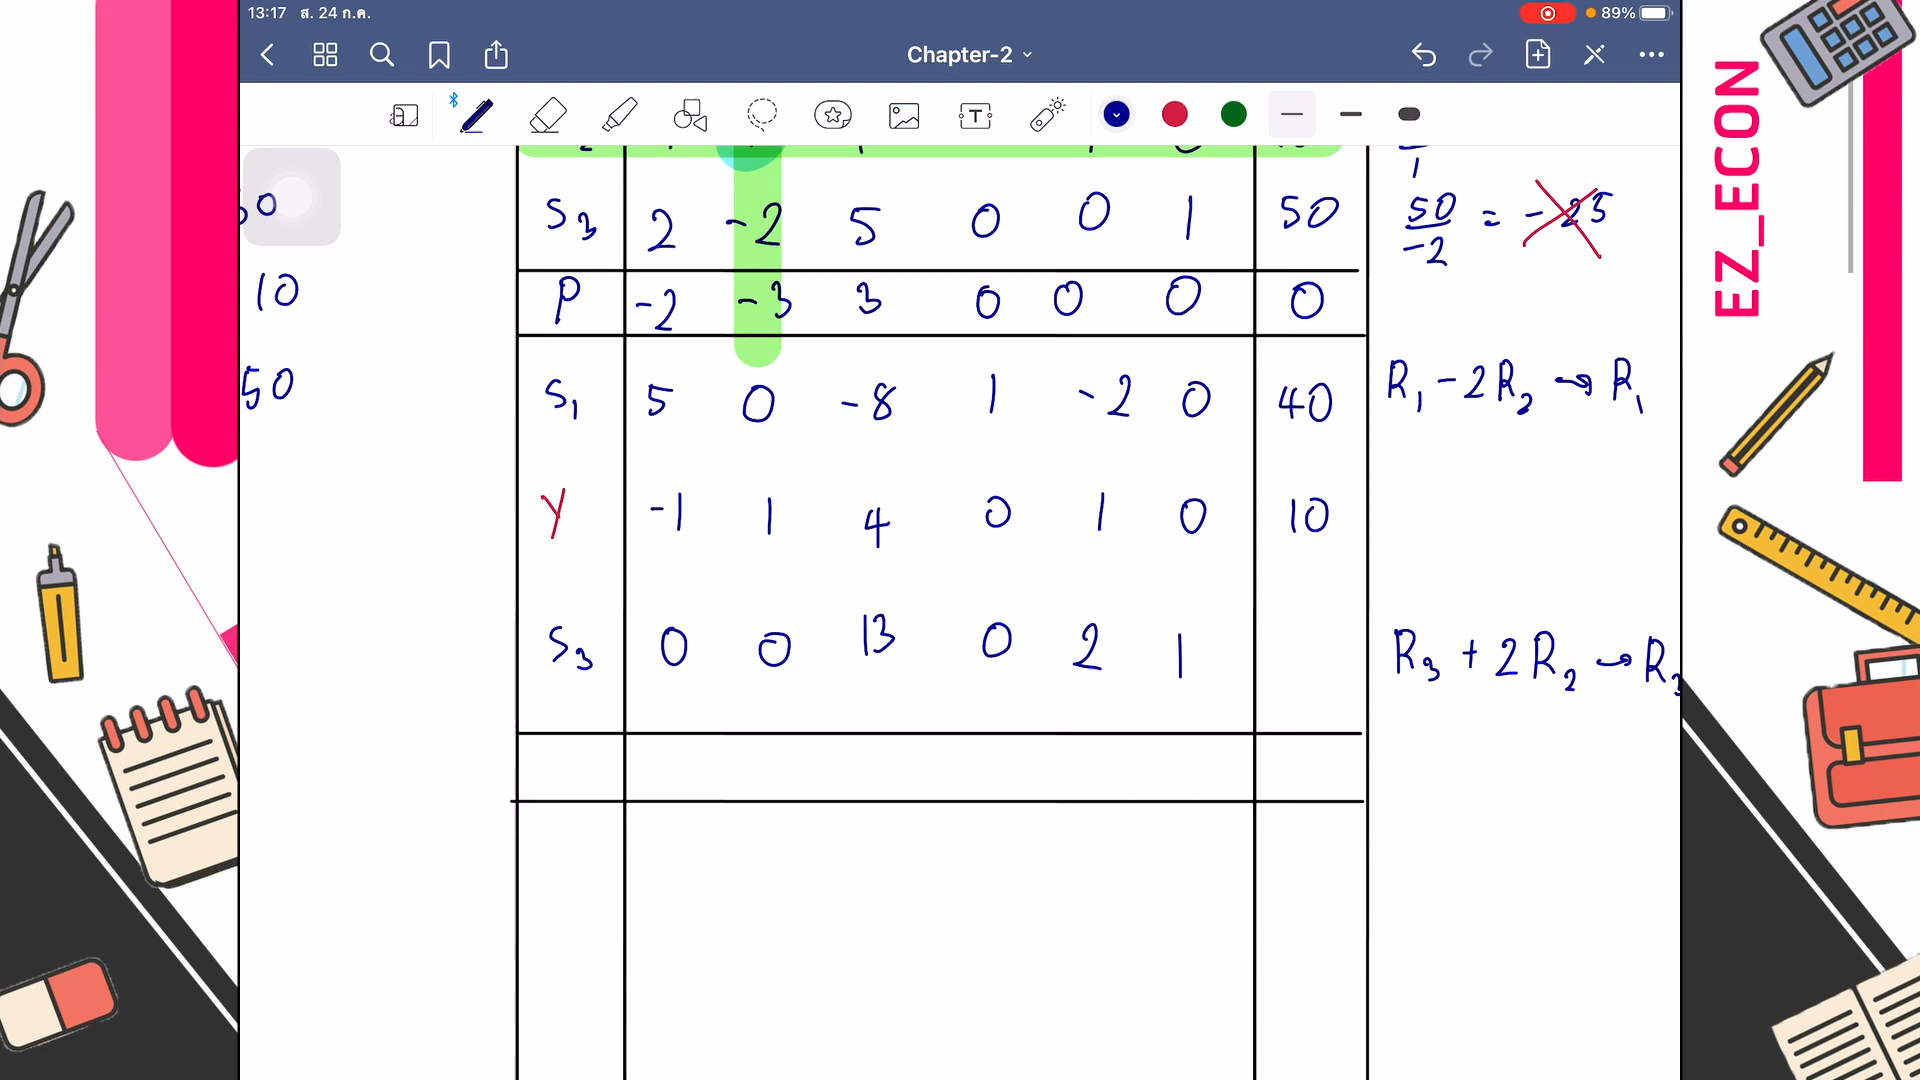 13:17 ส. 24 ก.ค.
89%
Chapter-2
T
EZ_ECON
50
10
50
S3 2 -2 5 0 0 1 50
50/-2 = -25
P -2 -3 3 0 0 0 0
S1 5 0 -8 1 -2 0 40
R1 - 2R2 → R1
Y -1 1 4 0 1 0 10
S3 0 0 13 0 2 1
R3 + 2R2 → R3